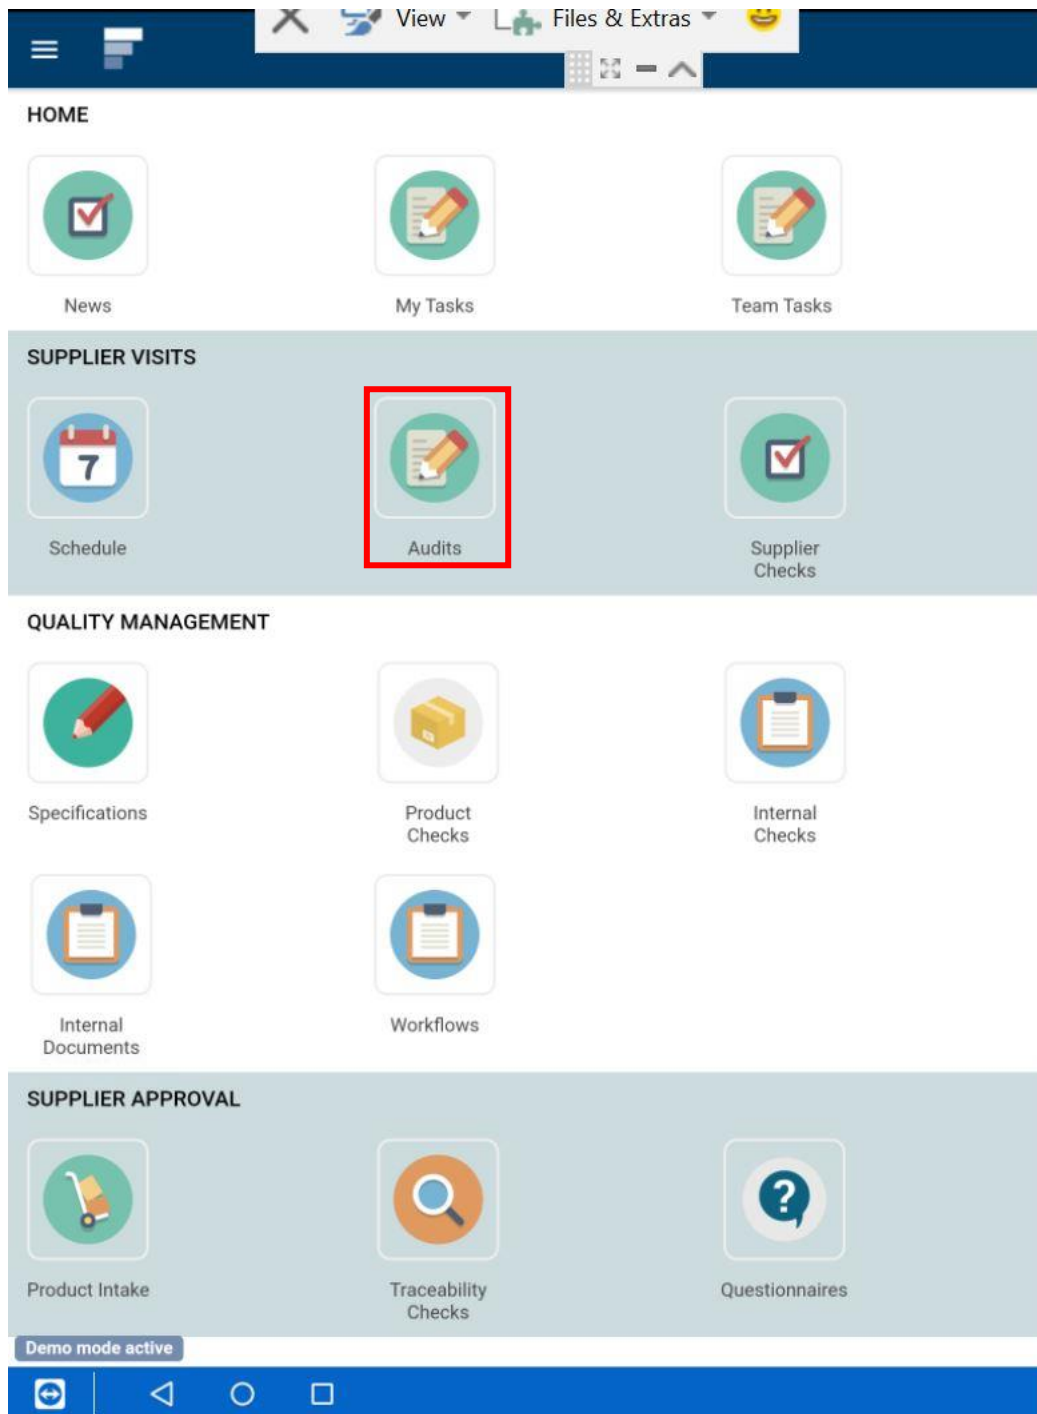 View Files & Extras
HOME
News My Tasks Team Tasks
SUPPLIER VISITS
7
Schedule Audits Supplier
Checks
QUALITY MANAGEMENT
Specifications Product Internal
Checks Checks
Internal Workflows
Documents
SUPPLIER APPROVAL
?
Product Intake Traceability Questionnaires
Checks
Demo mode active